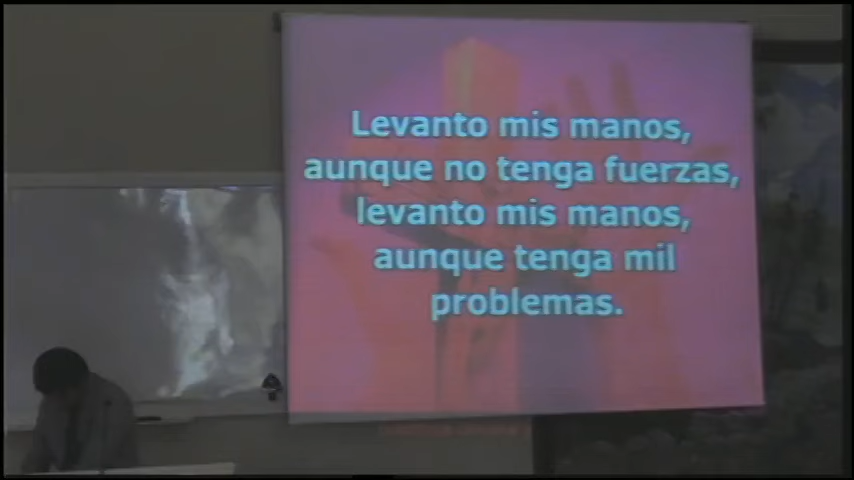 Levanto mis manos,
aunque no tenga fuerzas,
levanto mis manos,
aunque tenga mil
problemas.